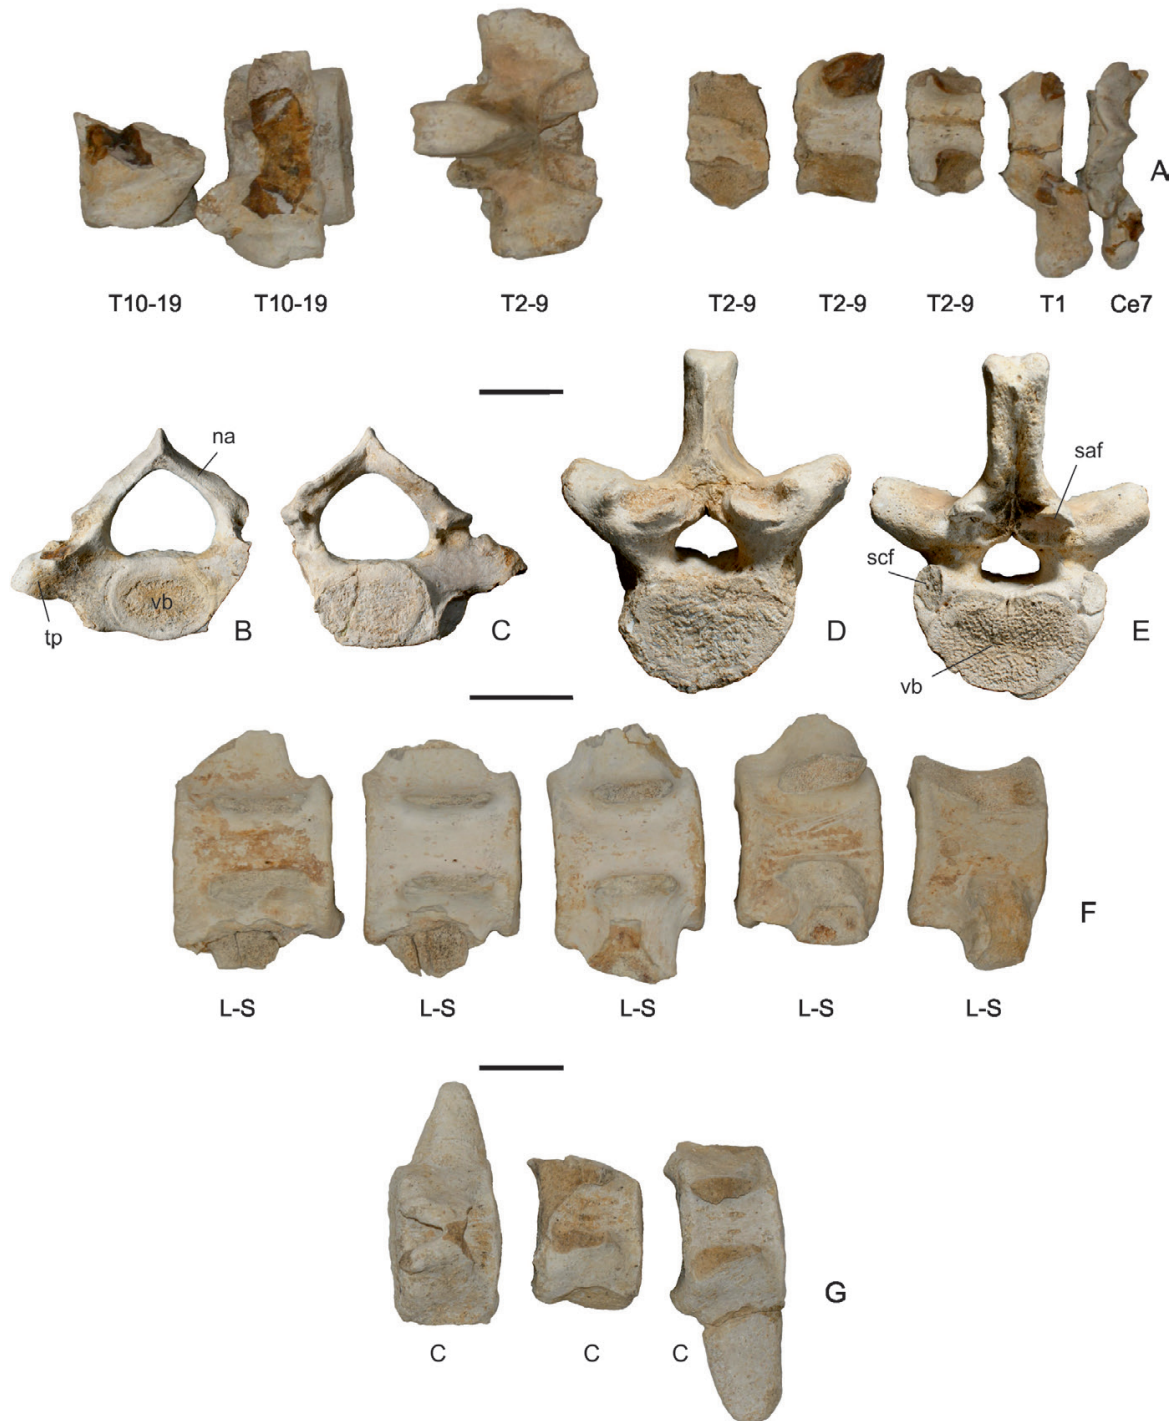 A
T10-19 T10-19 T2-9 T2-9 T2-9 T2-9 T1 Ce7
na
saf
scf
vb
tp
B C D E
vb
F
L-S L-S L-S L-S L-S
G
C C C